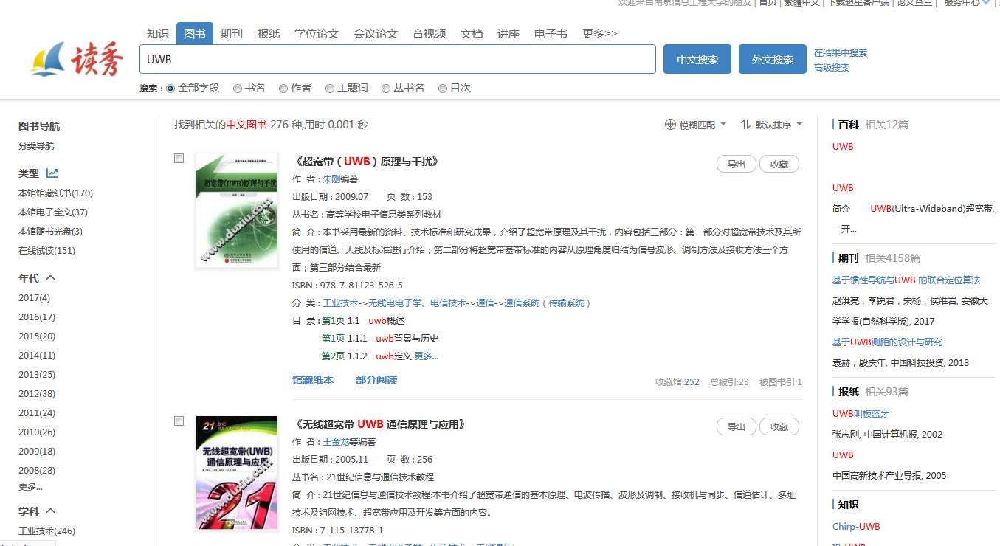 欢迎来自南京信息工程大学的朋友 | 首页 | 繁體中文 | 下载超星客户端 | 论文查重 | 服务中心
知识 图书 期刊 报纸 学位论文 会议论文 音视频 文档 讲座 电子书 更多>>
读秀
UWB 中文搜索 外文搜索 在结果中搜索
高级搜索
搜索 : 全部字段 书名 作者 主题词 丛书名 目次
图书导航
分类导航
类型
本馆馆藏纸书(170)
本馆电子全文(37)
本馆随书光盘(3)
在线试读(151)
年代
2017(4)
2016(17)
2015(20)
2014(11)
2013(25)
2012(38)
2011(24)
2010(26)
2009(18)
2008(28)
更多...
学科
工业技术(246)
找到相关的中文图书 276 种,用时 0.001 秒 模糊匹配 默认排序
超宽带(UWB)原理与干扰
www.duxiu.com
《超宽带（UWB）原理与干扰》 导出 收藏
作 者 : 朱刚编著
出版日期 : 2009.07 页 数 : 153
丛书名 : 高等学校电子信息类系列教材
简 介 : 本书采用最新的资料、技术标准和研究成果，介绍了超宽带原理及其干扰，内容包括三部分：第一部分对超宽带技术及其所
使用的信道、天线及标准进行介绍；第二部分将超宽带基带标准的内容从原理角度归结为信号波形、调制方法及接收方法三个方
面；第三部分结合最新
ISBN : 978-7-81123-526-5
分 类 : 工业技术->无线电电子学、电信技术->通信->通信系统（传输系统）
目 录 : 第1页 1.1 uwb概述
第1页 1.1.1 uwb背景与历史
第2页 1.1.2 uwb定义 更多...
馆藏纸本 部分阅读 收藏馆:252 总被引:23 被图书引:1
21世纪
无线超宽带(UWB)
通信原理与应用
www.duxiu.com
21
《无线超宽带 UWB 通信原理与应用》 导出 收藏
作 者 : 王金龙等编著
出版日期 : 2005.11 页 数 : 256
丛书名 : 21世纪信息与通信技术教程
简 介 : 21世纪信息与通信技术教程:本书介绍了超宽带通信的基本原理、电波传播、波形及调制、接收机与同步、信道估计、多址
技术及组网技术、超宽带应用及开发等方面的内容。
ISBN : 7-115-13778-1
百科 相关12篇
UWB
UWB
简介 UWB(Ultra-Wideband)超宽带,
一开...
期刊 相关4158篇
基于惯性导航与UWB 的联合定位算法
赵洪亮，李锐君，宋杨，侯维岩, 安徽大
学学报(自然科学版), 2017
基于UWB测距的设计与研究
袁赫，殷庆年, 中国科技投资, 2018
报纸 相关93篇
UWB叫板蓝牙
张志刚, 中国计算机报, 2002
UWB
中国高新技术产业导报, 2005
知识
Chirp-UWB